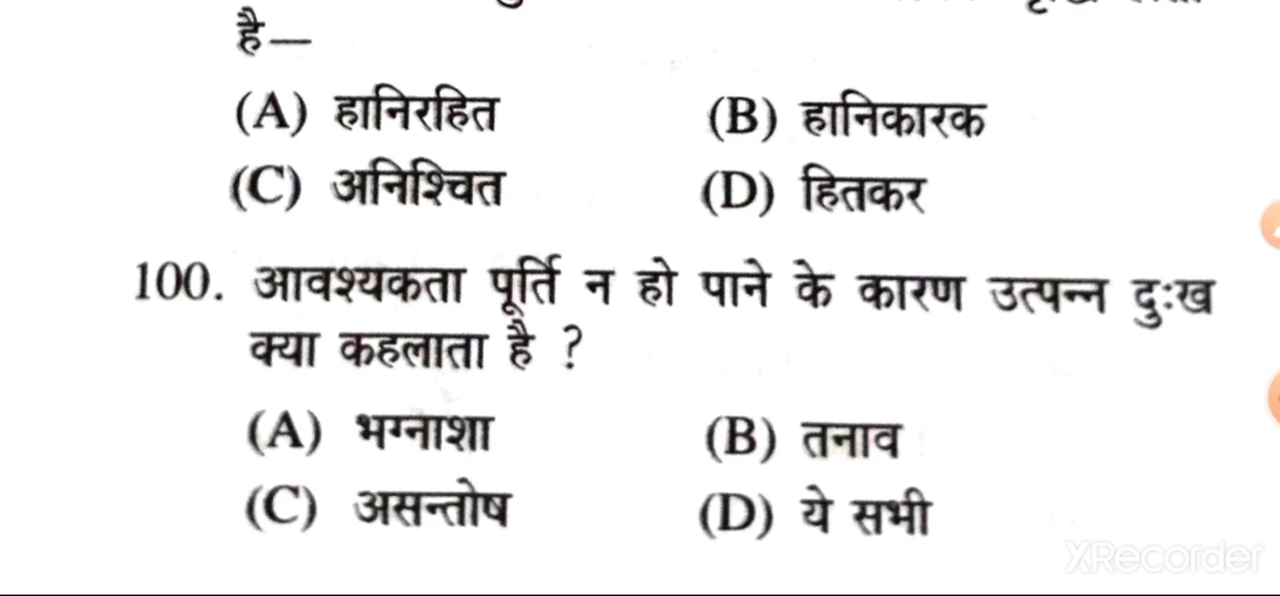 है—
(A) हानिरहित (B) हानिकारक
(C) अनिश्चित (D) हितकर
100. आवश्यकता पूर्ति न हो पाने के कारण उत्पन्न दुःख
क्या कहलाता है ?
(A) भग्नाशा (B) तनाव
(C) असन्तोष (D) ये सभी
XRecorder